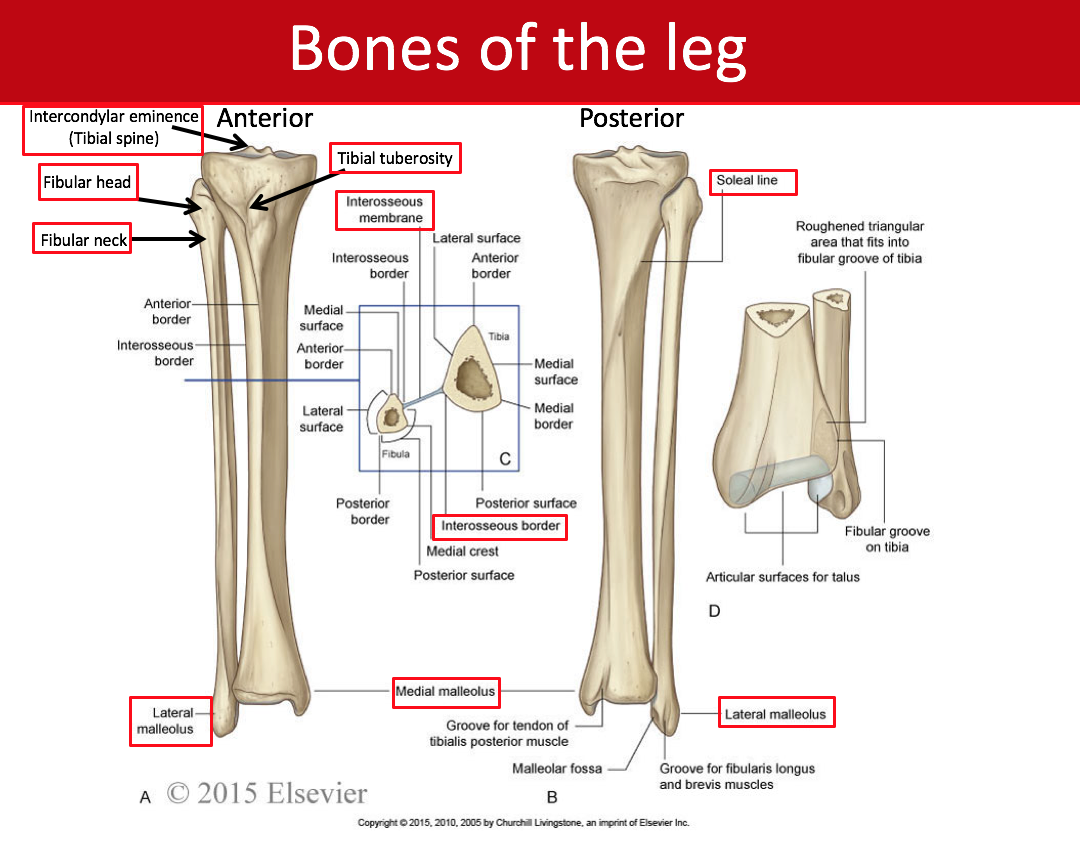 Bones of the leg
Intercondylar eminence
(Tibial spine)
Anterior
Posterior
Tibial tuberosity
Fibular head
Fibular neck
Soleal line
Interosseous
membrane
Lateral surface
Interosseous
border
Anterior
border
Roughened triangular
area that fits into
fibular groove of tibia
Anterior
border
Interosseous
border
Medial
surface
Anterior
border
Tibia
Medial
surface
Medial
border
Lateral
surface
Fibula
C
Posterior
border
Posterior surface
Interosseous border
Medial crest
Posterior surface
Fibular groove
on tibia
Articular surfaces for talus
D
Medial malleolus
Lateral
malleolus
Lateral malleolus
Groove for tendon of
tibialis posterior muscle
Malleolar fossa
Groove for fibularis longus
and brevis muscles
A
© 2015 Elsevier
B
Copyright © 2015, 2010, 2005 by Churchill Livingstone, an imprint of Elsevier Inc.